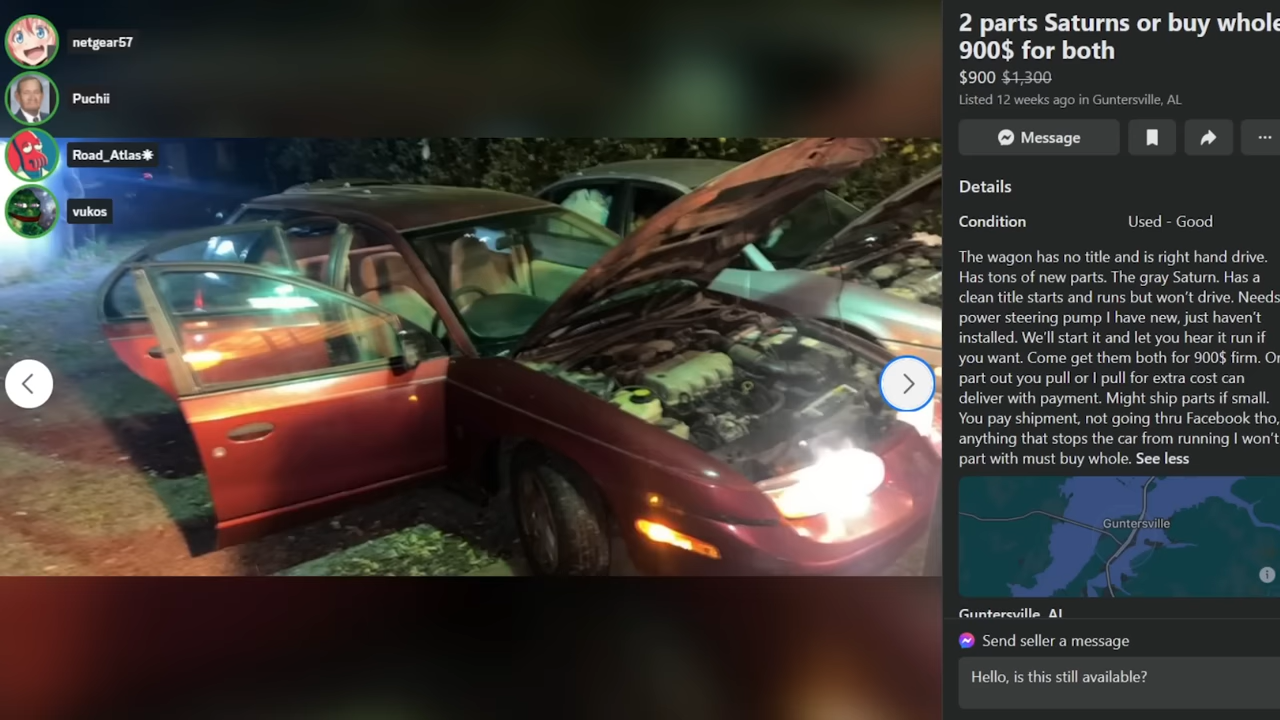 netgear57
Puchii
Road_Atlas✷
vukos
2 parts Saturns or buy whole
900$ for both
$900 $1,300
Listed 12 weeks ago in Guntersville, AL
Message
Details
Condition Used - Good
The wagon has no title and is right hand drive.
Has tons of new parts. The gray Saturn. Has a
clean title starts and runs but won't drive. Needs
power steering pump I have new, just haven't
installed. We'll start it and let you hear it run if
you want. Come get them both for 900$ firm. Or
part out you pull or I pull for extra cost can
deliver with payment. Might ship parts if small.
You pay shipment, not going thru Facebook tho,
anything that stops the car from running I won't
part with must buy whole. See less
Guntersville
Guntersville, AL
Send seller a message
Hello, is this still available?